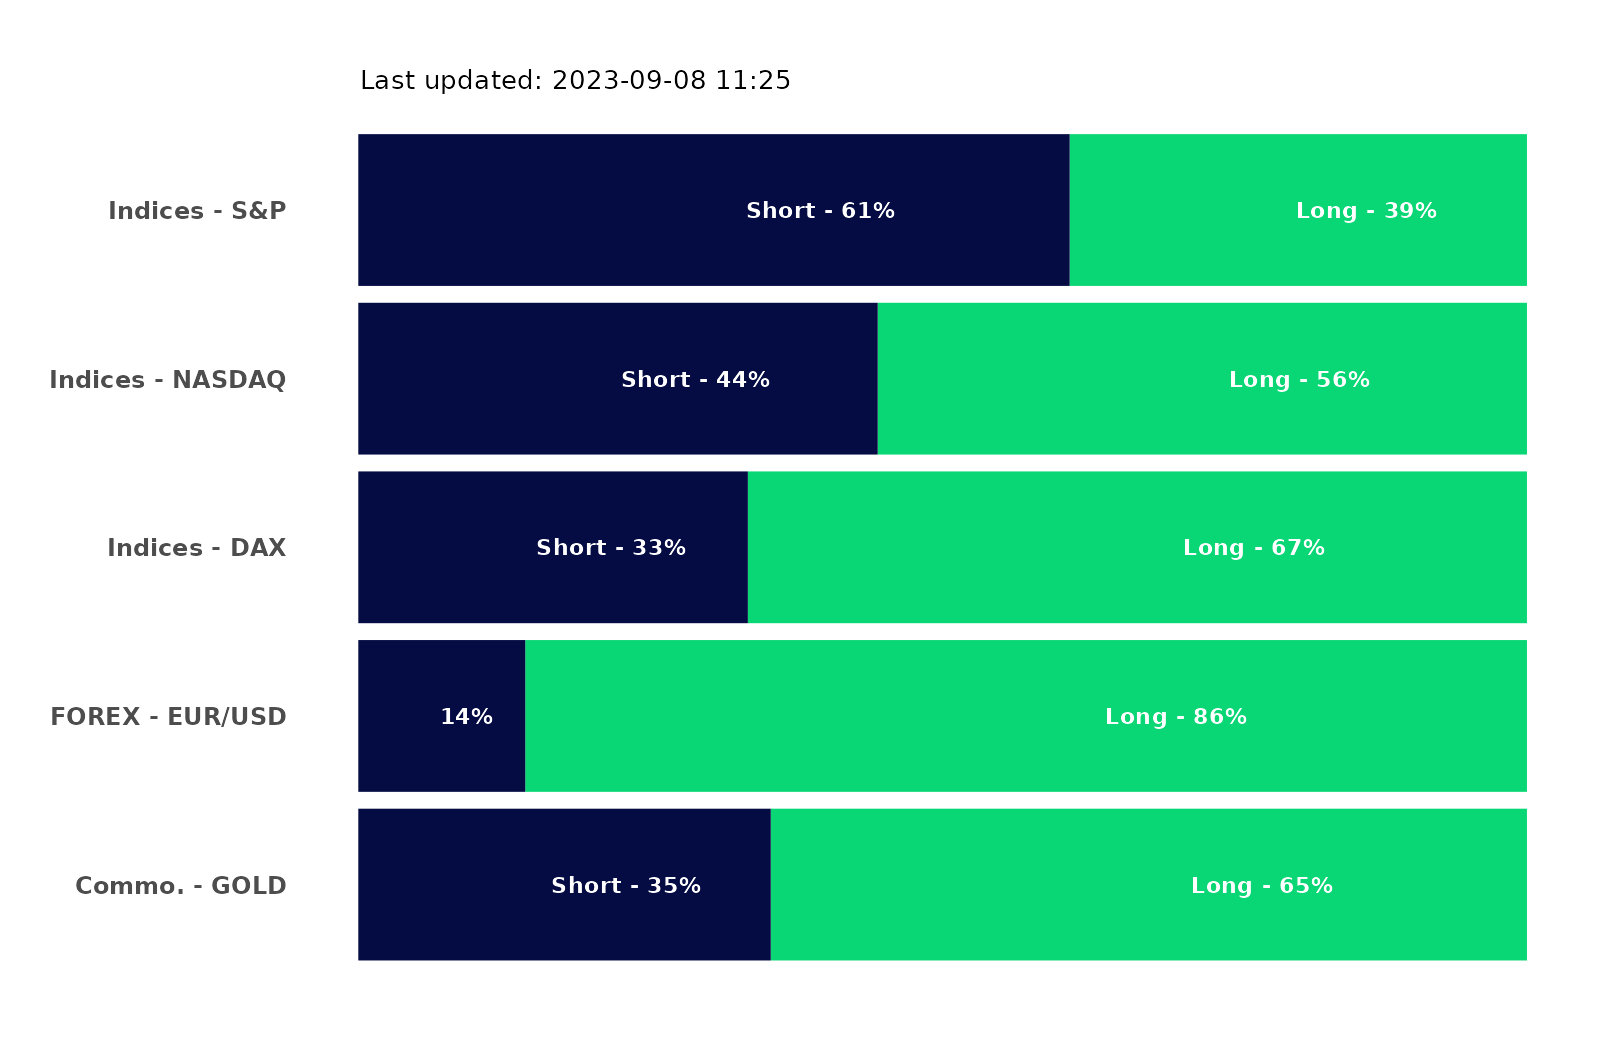 Last updated: 2023-09-08 11:25
Indices - S&P Short - 61% Long - 39%
Indices - NASDAQ Short - 44% Long - 56%
Indices - DAX Short - 33% Long - 67%
FOREX - EUR/USD 14% Long - 86%
Commo. - GOLD Short - 35% Long - 65%